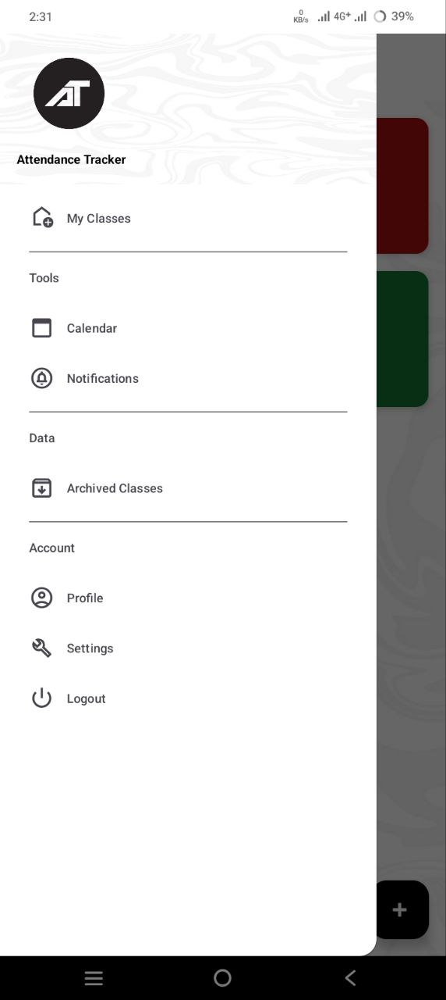 2:31
0
KB/s
4G+
39%
AT
Attendance Tracker
My Classes
Tools
Calendar
Notifications
Data
Archived Classes
Account
Profile
Settings
Logout
+